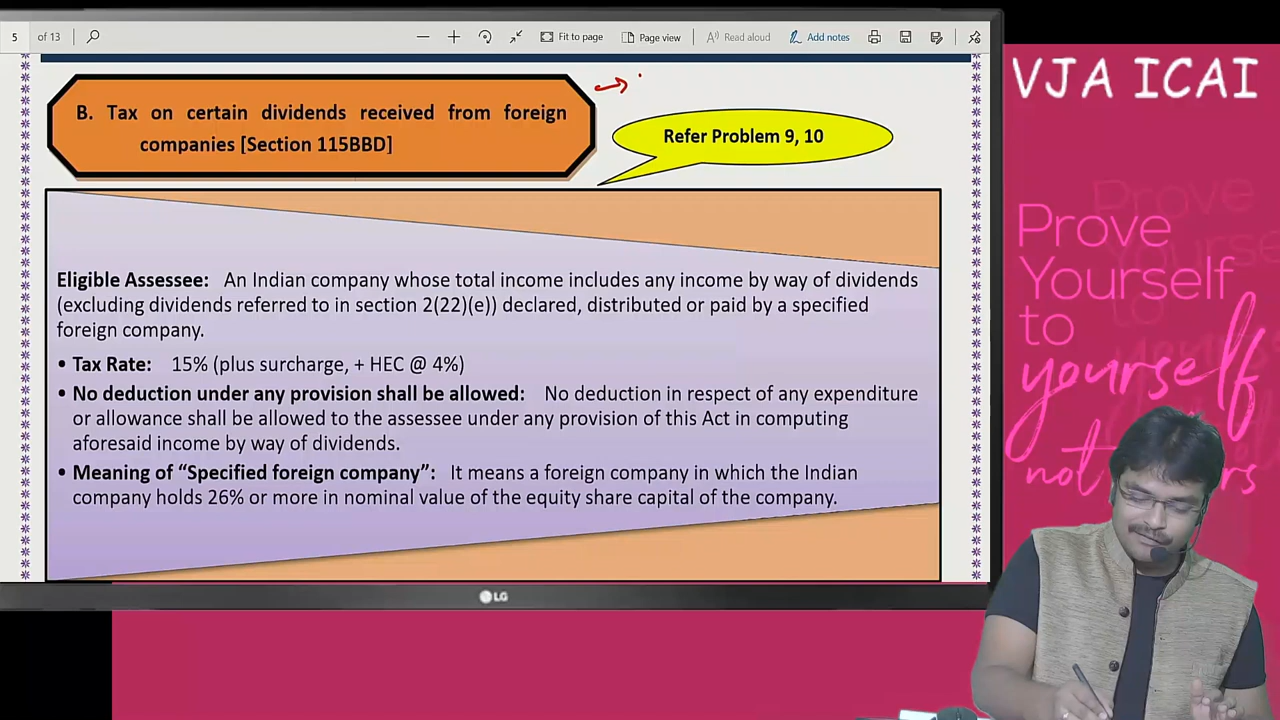 5 of 13
Fit to page
Page view
Read aloud
Add notes
VJA ICAI
B. Tax on certain dividends received from foreign
companies [Section 115BBD]
Refer Problem 9, 10
Eligible Assessee: An Indian company whose total income includes any income by way of dividends
(excluding dividends referred to in section 2(22)(e)) declared, distributed or paid by a specified
foreign company.
• Tax Rate: 15% (plus surcharge, + HEC @ 4%)
• No deduction under any provision shall be allowed: No deduction in respect of any expenditure
or allowance shall be allowed to the assessee under any provision of this Act in computing
aforesaid income by way of dividends.
• Meaning of “Specified foreign company”: It means a foreign company in which the Indian
company holds 26% or more in nominal value of the equity share capital of the company.
Prove
Yourself
to
yourself
not
LG